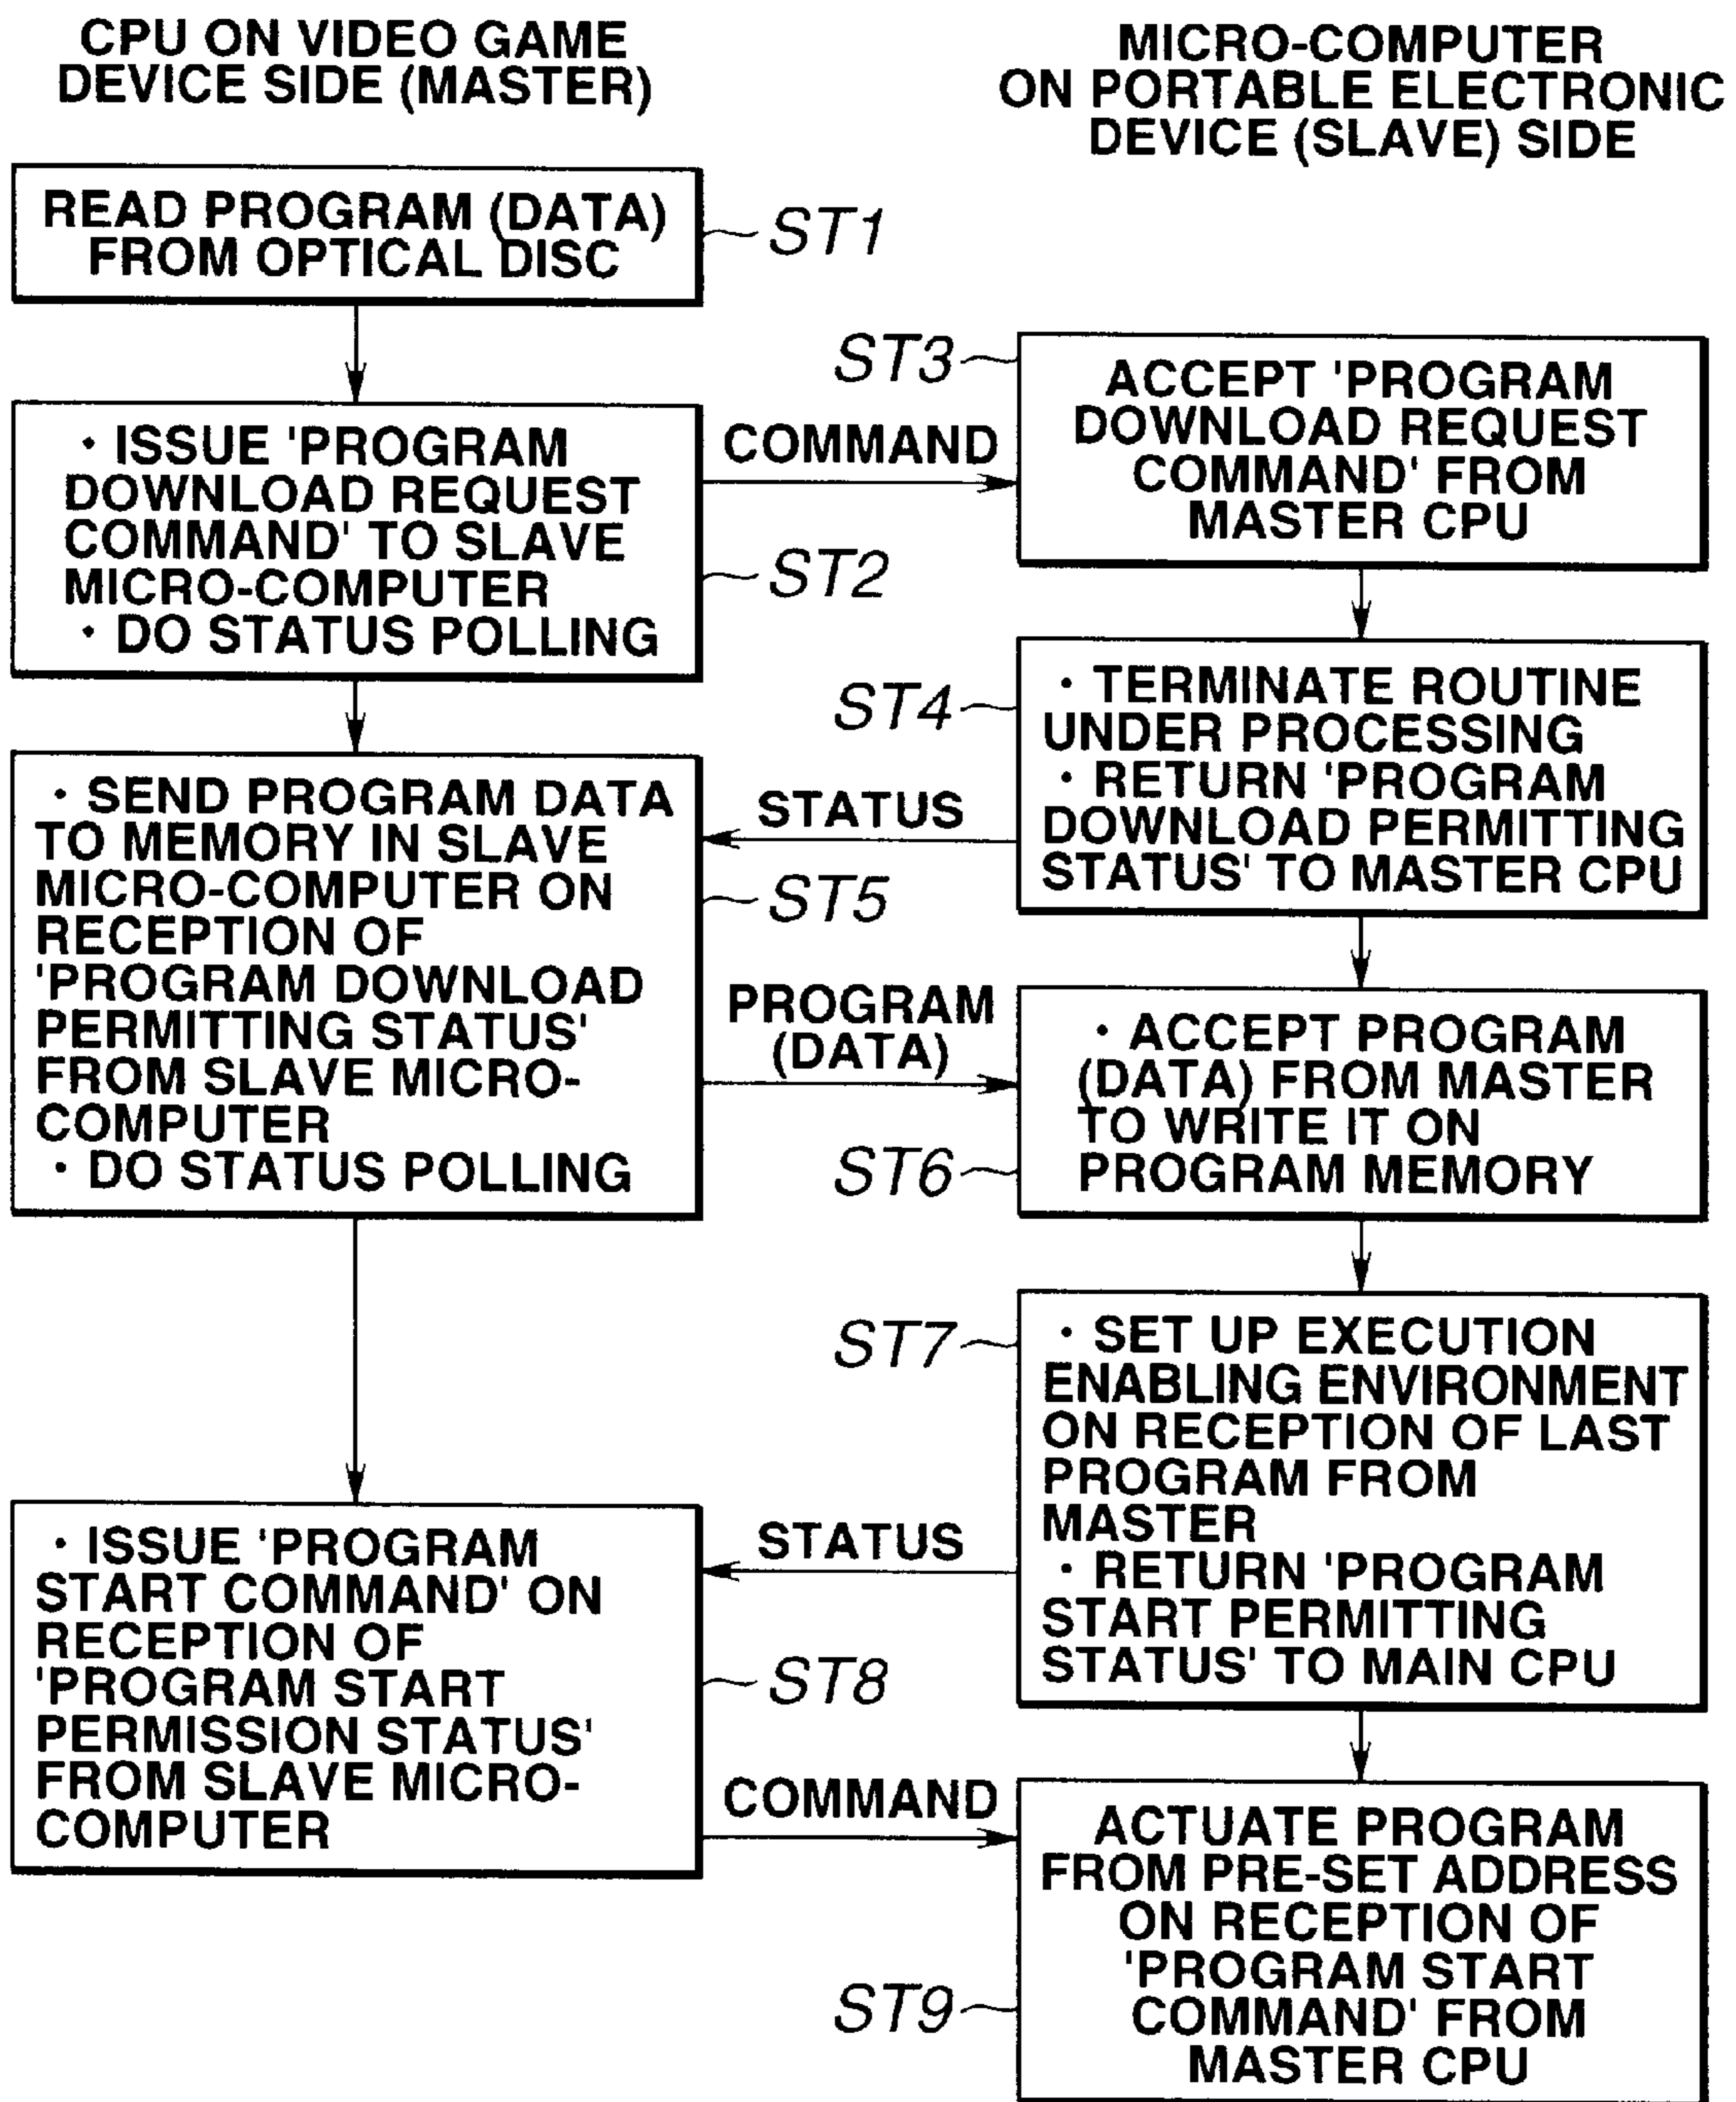 CPU ON VIDEO GAME
DEVICE SIDE (MASTER)
MICRO-COMPUTER
ON PORTABLE ELECTRONIC
DEVICE (SLAVE) SIDE
READ PROGRAM (DATA)
FROM OPTICAL DISC
ST1
· ISSUE 'PROGRAM
DOWNLOAD REQUEST
COMMAND' TO SLAVE
MICRO-COMPUTER
· DO STATUS POLLING
ST2
COMMAND
ST3
ACCEPT 'PROGRAM
DOWNLOAD REQUEST
COMMAND' FROM
MASTER CPU
ST4
· TERMINATE ROUTINE
UNDER PROCESSING
· RETURN 'PROGRAM
DOWNLOAD PERMITTING
STATUS' TO MASTER CPU
STATUS
· SEND PROGRAM DATA
TO MEMORY IN SLAVE
MICRO-COMPUTER ON
RECEPTION OF
'PROGRAM DOWNLOAD
PERMITTING STATUS'
FROM SLAVE MICRO-
COMPUTER
· DO STATUS POLLING
ST5
PROGRAM
(DATA)
· ACCEPT PROGRAM
(DATA) FROM MASTER
TO WRITE IT ON
PROGRAM MEMORY
ST6
ST7
· SET UP EXECUTION
ENABLING ENVIRONMENT
ON RECEPTION OF LAST
PROGRAM FROM
MASTER
· RETURN 'PROGRAM
START PERMITTING
STATUS' TO MAIN CPU
STATUS
· ISSUE 'PROGRAM
START COMMAND' ON
RECEPTION OF
'PROGRAM START
PERMISSION STATUS'
FROM SLAVE MICRO-
COMPUTER
ST8
COMMAND
ACTUATE PROGRAM
FROM PRE-SET ADDRESS
ON RECEPTION OF
'PROGRAM START
COMMAND' FROM
MASTER CPU
ST9